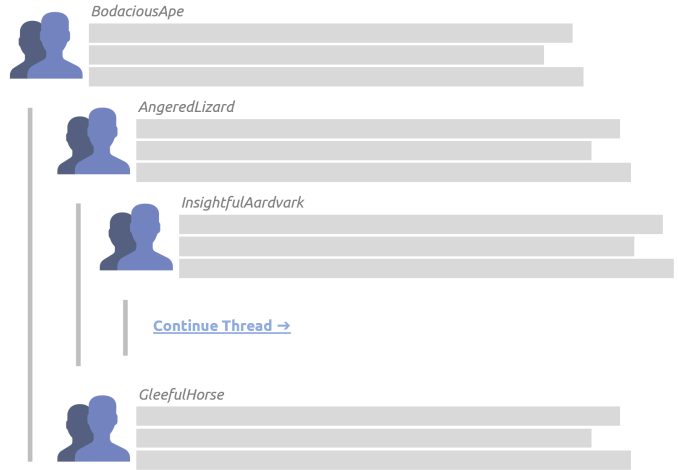 BodaciousApe
AngeredLizard
InsightfulAardvark
Continue Thread ➔
GleefulHorse